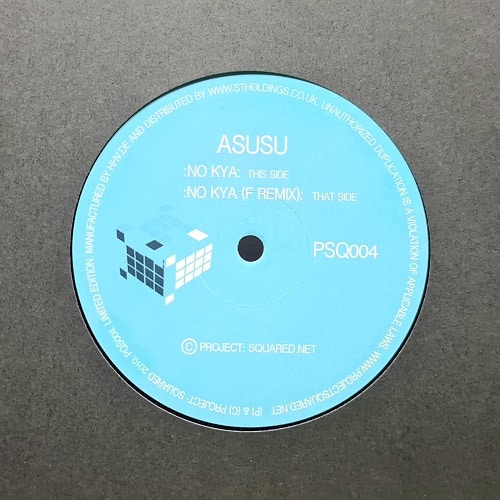 ASUSU
:NO KYA: THIS SIDE
:NO KYA (F REMIX): THAT SIDE
PSQ004
© PROJECT: SQUARED.NET
LIMITED EDITION. MANUFACTURED BY HHV.DE AND DISTRIBUTED BY WWW.STHOLDINGS.CO.UK. UNAUTHORIZED DUPLICATION IS A VIOLATION OF APPLICABLE LAWS. WWW.PROJECTSQUARED.NET (P) & (C) PROJECT: SQUARED. 2010.